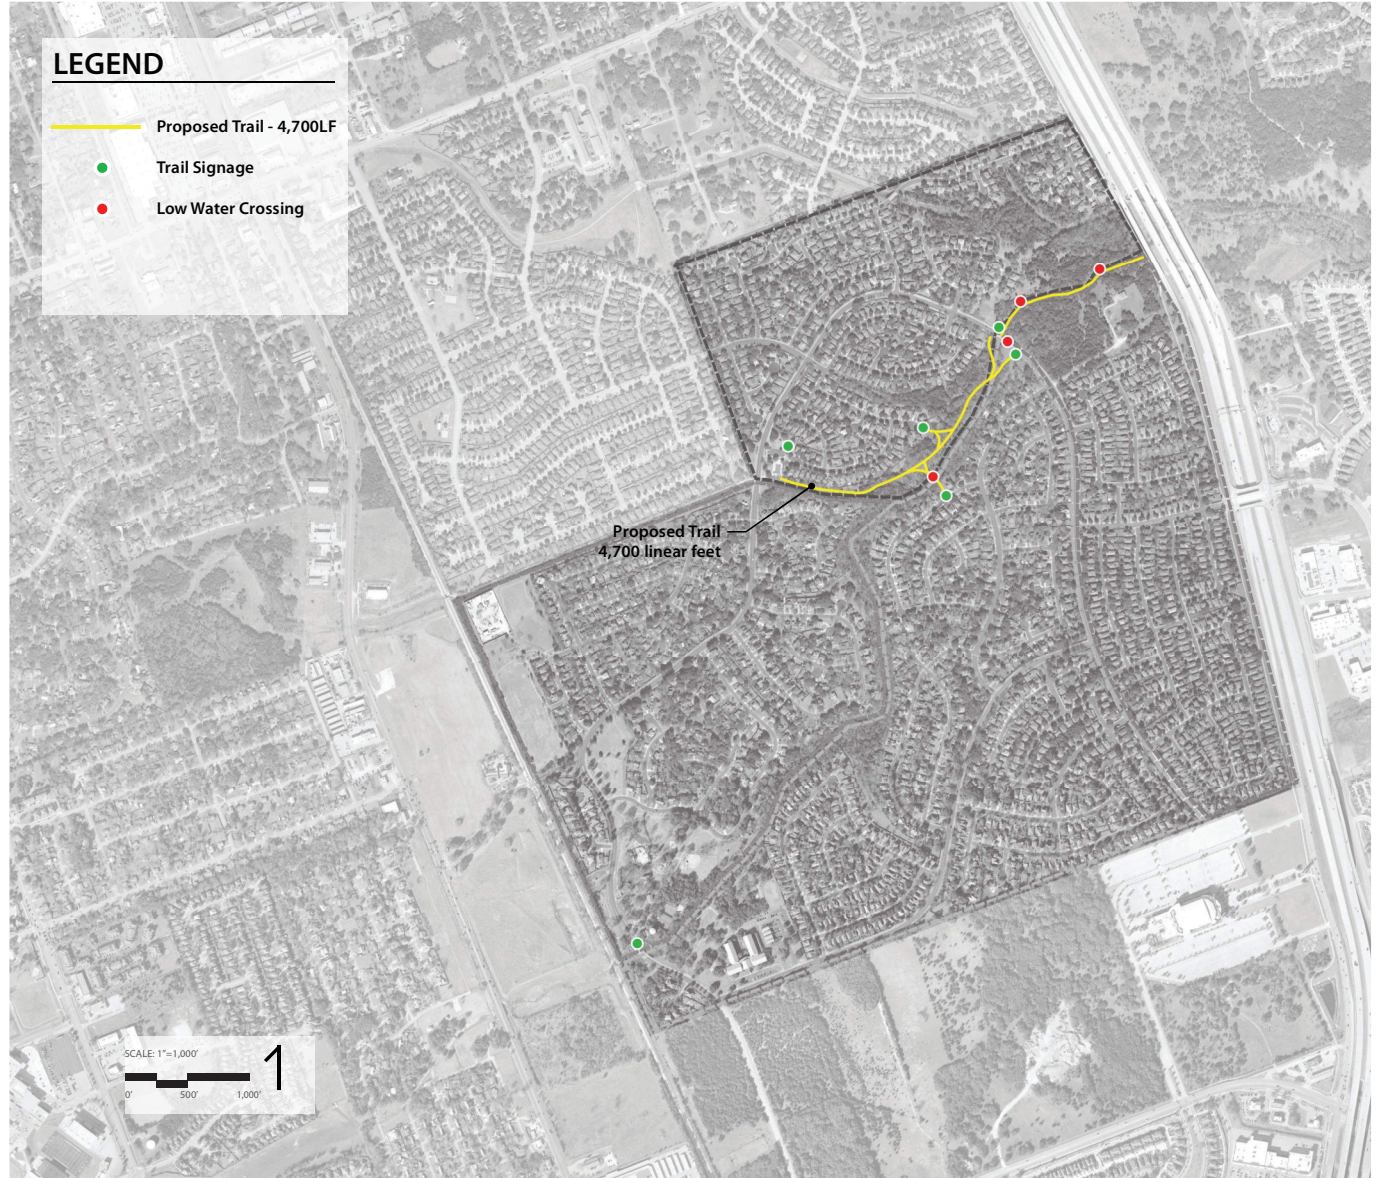 LEGEND
Proposed Trail - 4,700LF
Trail Signage
Low Water Crossing
Proposed Trail
4,700 linear feet
SCALE: 1"=1,000'
0' 500' 1,000'